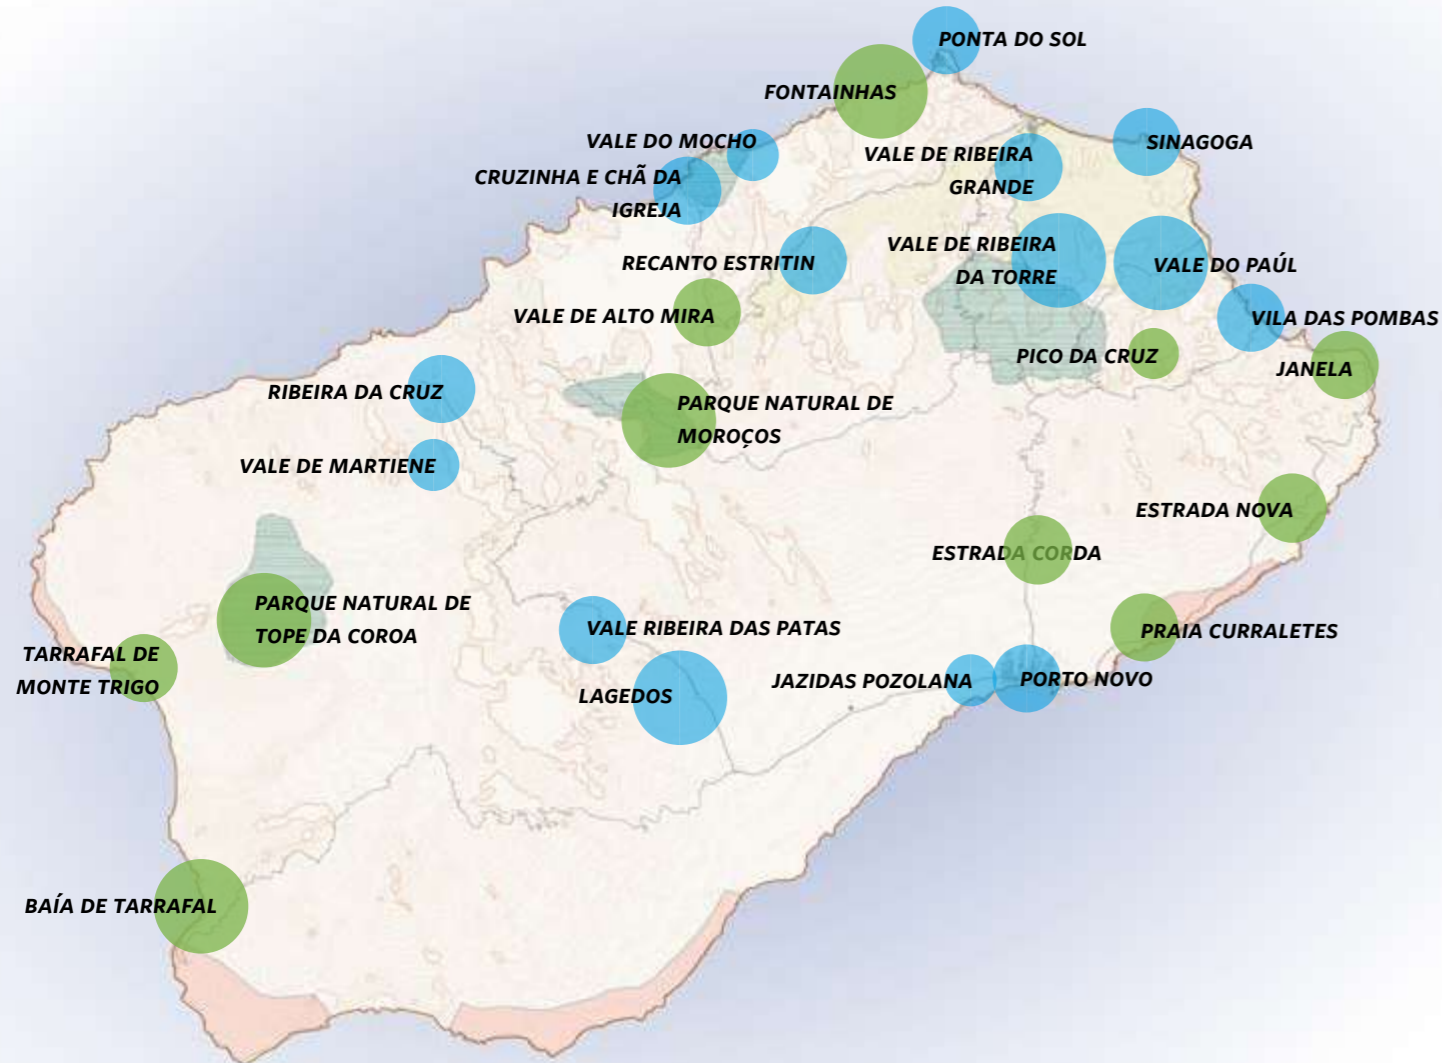 PONTA DO SOL
FONTAINHAS
VALE DO MOCHO
SINAGOGA
VALE DE RIBEIRA
GRANDE
CRUZINHA E CHÃ DA
IGREJA
VALE DE RIBEIRA
DA TORRE
RECANTO ESTRITIN
VALE DO PAÚL
VALE DE ALTO MIRA
VILA DAS POMBAS
PICO DA CRUZ
JANELA
RIBEIRA DA CRUZ
PARQUE NATURAL DE
MOROÇOS
VALE DE MARTIENE
ESTRADA NOVA
ESTRADA CORDA
PARQUE NATURAL DE
TOPE DA COROA
VALE RIBEIRA DAS PATAS
PRAIA CURRALETES
TARRAFAL DE
MONTE TRIGO
LAGEDOS
JAZIDAS POZOLANA
PORTO NOVO
BAÍA DE TARRAFAL